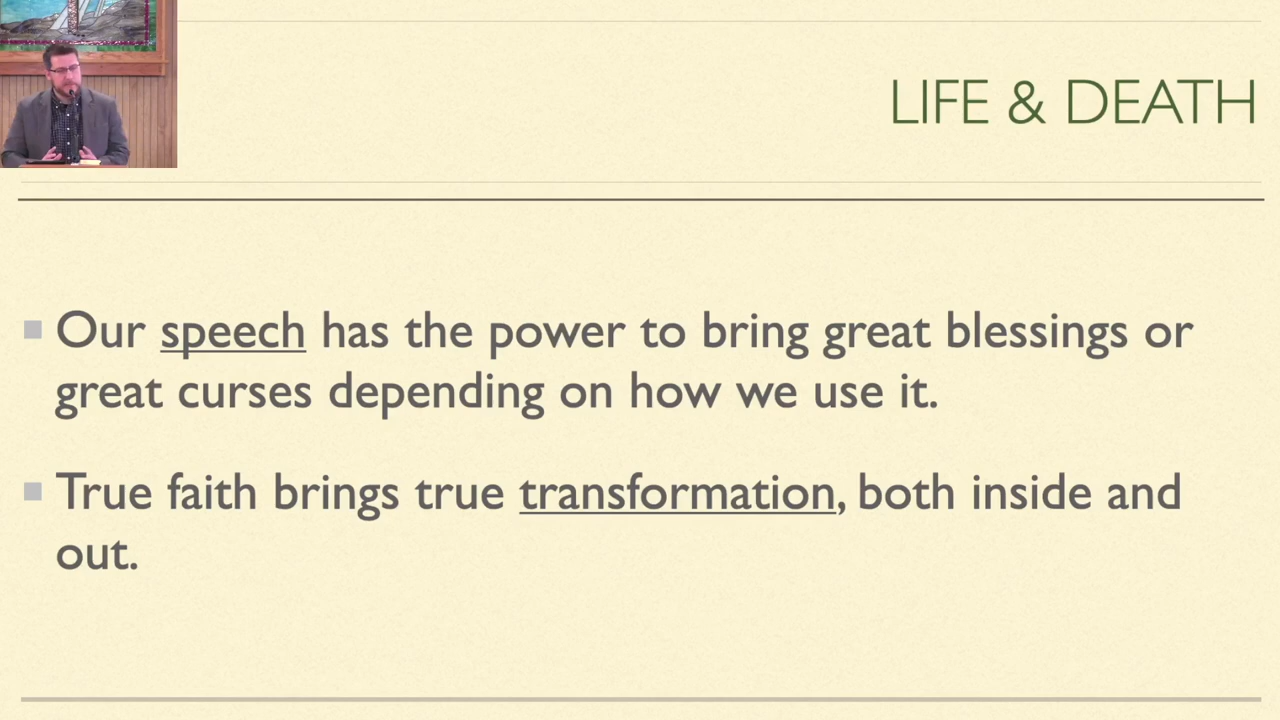 LIFE & DEATH
Our speech has the power to bring great blessings or
great curses depending on how we use it.
True faith brings true transformation, both inside and
out.